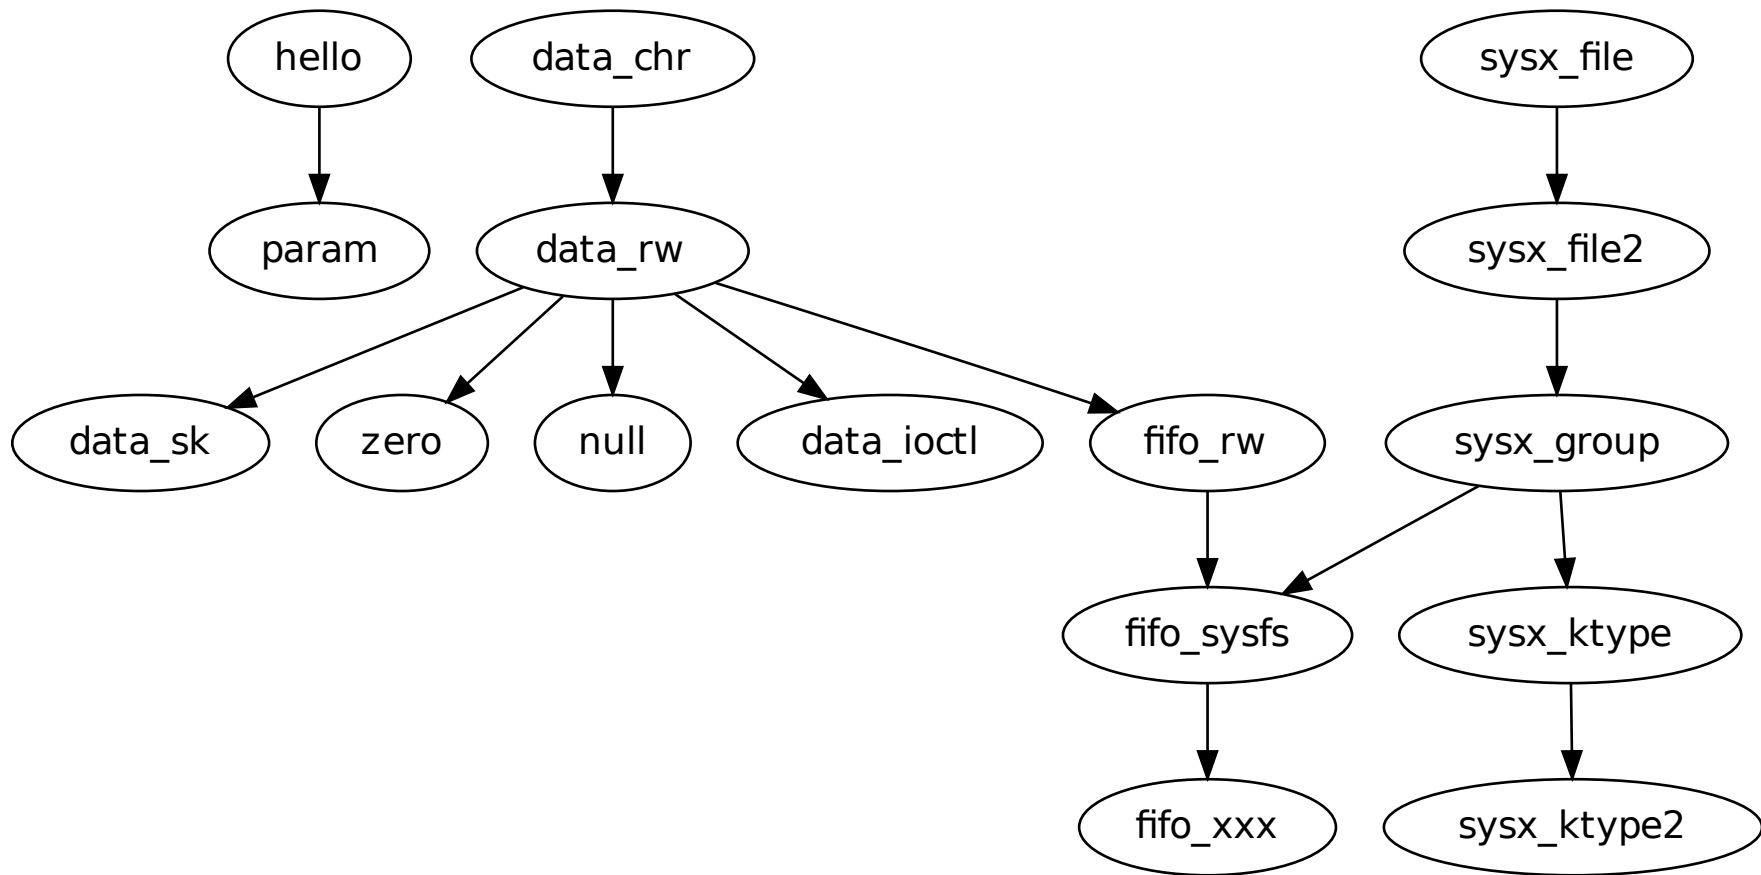 hello
data_chr
sysx_file
param
data_rw
sysx_file2
data_sk
zero
null
data_ioctl
fifo_rw
sysx_group
fifo_sysfs
sysx_ktype
fifo_xxx
sysx_ktype2